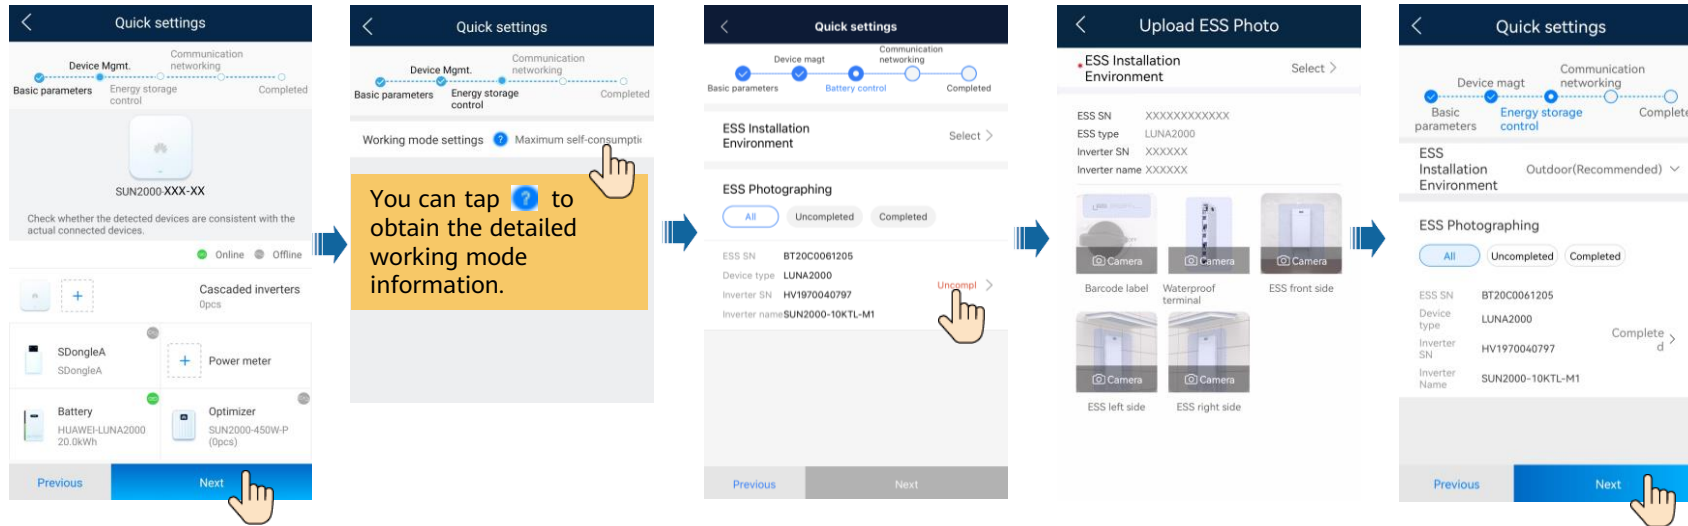 Quick settings
Communication
Device Mgmt. networking
Basic parameters Energy storage Completed
control
SUN2000-XXX-XX
Check whether the detected devices are consistent with the
actual connected devices.
Online Offline
Cascaded inverters
0pcs
SDongleA
SDongleA
Power meter
Battery
HUAWEI-LUNA2000
20.0kWh
Optimizer
SUN2000-450W-P
(0pcs)
Previous Next
Quick settings
Communication
Device Mgmt. networking
Basic parameters Energy storage Completed
control
Working mode settings ? Maximum self-consumptic
You can tap ? to
obtain the detailed
working mode
information.
Quick settings
Communication
Device magt networking
Basic parameters Battery control Completed
ESS Installation
Environment Select >
ESS Photographing
All Uncompleted Completed
ESS SN BT20C0061205
Device type LUNA2000
Inverter SN HV1970040797 Uncompl >
Inverter name SUN2000-10KTL-M1
Previous Next
Upload ESS Photo
*ESS Installation
Environment Select >
ESS SN XXXXXXXXXXXX
ESS type LUNA2000
Inverter SN XXXXXX
Inverter name XXXXXX
Camera Camera Camera
Barcode label Waterproof
terminal ESS front side
Camera Camera
ESS left side ESS right side
Quick settings
Communication
Device magt networking
Basic
parameters Energy storage
control Complete
ESS
Installation
Environment Outdoor(Recommended)
ESS Photographing
All Uncompleted Completed
ESS SN BT20C0061205
Device
type LUNA2000
Inverter
SN HV1970040797
Complete
d >
Inverter
Name SUN2000-10KTL-M1
Previous Next